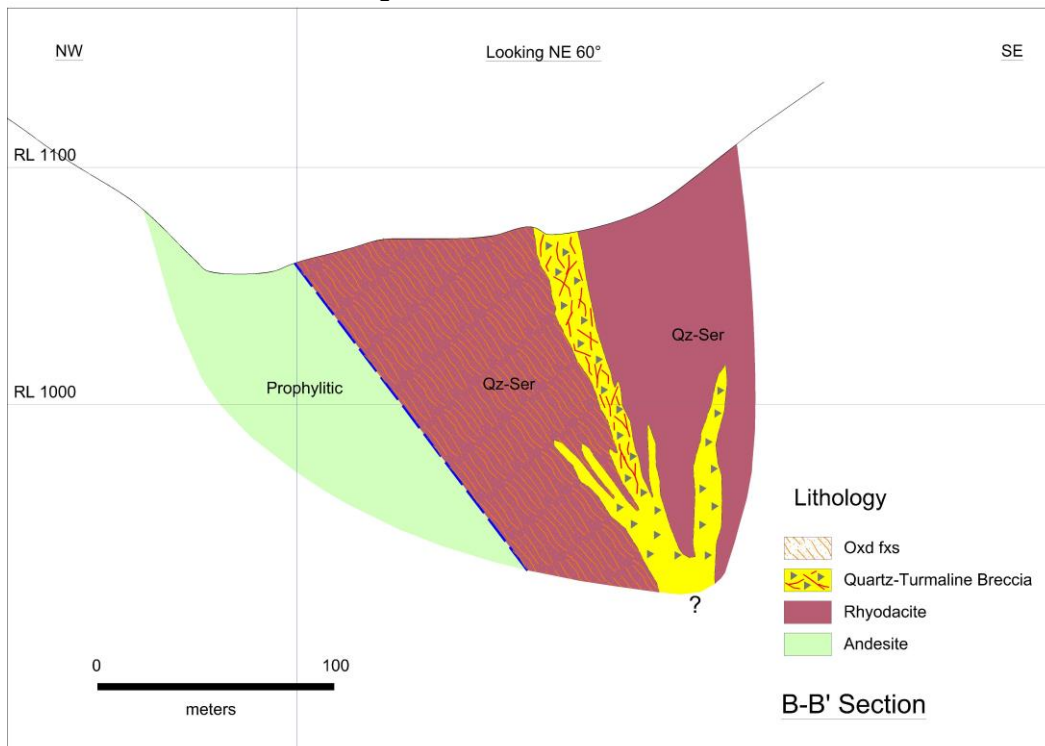 NW
Looking NE 60°
SE
RL 1100
Qz-Ser
Prophylitic
Qz-Ser
RL 1000
Lithology
Oxd fxs
Quartz-Turmaline Breccia
?
Rhyodacite
Andesite
0 100
meters
B-B' Section